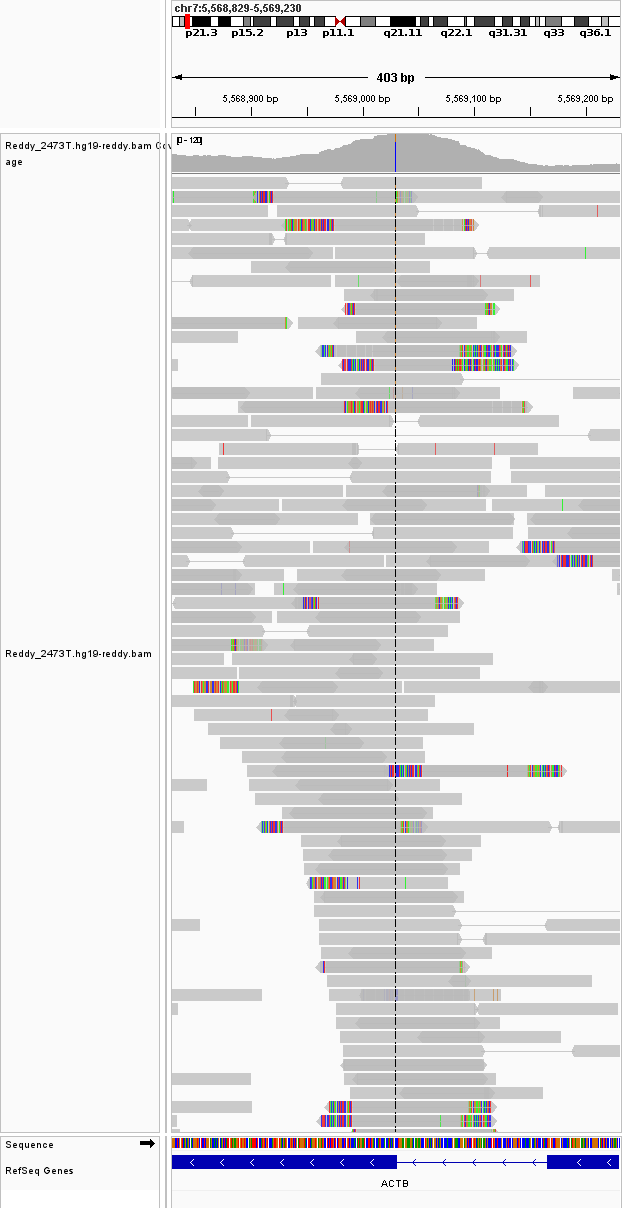 chr7:5,568,829-5,569,230
p21.3 p15.2 p13 p11.1 q21.11 q22.1 q31.31 q33 q36.1
403 bp
5,568,900 bp 5,569,000 bp 5,569,100 bp 5,569,200 bp
[0 - 120]
Reddy_2473T.hg19-reddy.bam Cov
age
Reddy_2473T.hg19-reddy.bam
Sequence
RefSeq Genes
ACTB